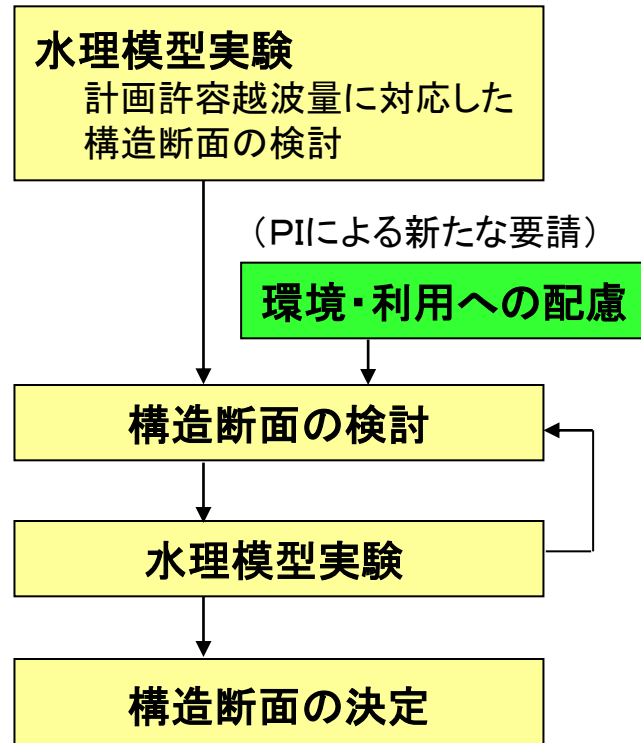 水理模型実験
計画許容越波量に対応した
構造断面の検討
（PIによる新たな要請）
環境・利用への配慮
構造断面の検討
水理模型実験
構造断面の決定